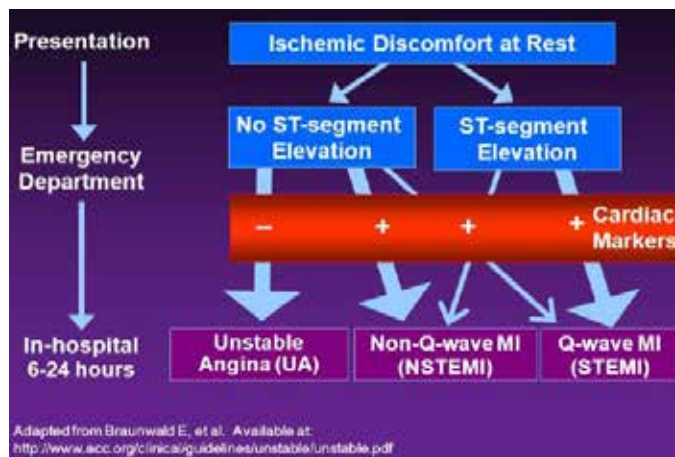 Presentation
Ischemic Discomfort at Rest
No ST-segment
Elevation
ST-segment
Elevation
Emergency
Department
–
+
+
+
Cardiac
Markers
In-hospital
6-24 hours
Unstable
Angina (UA)
Non-Q-wave MI
(NSTEMI)
Q-wave MI
(STEMI)
Adapted from Braunwald E, et al. Available at:
http://www.acc.org/clinical/guidelines/unstable/unstable.pdf